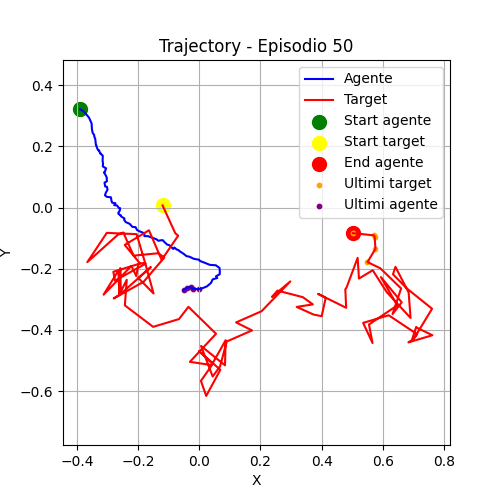 Trajectory - Episodio 50
Agente
Target
Start agente
Start target
End agente
Ultimi target
Ultimi agente
0.4
0.2
0.0
−0.2
−0.4
−0.6
Y
−0.4 −0.2 0.0 0.2 0.4 0.6 0.8
X